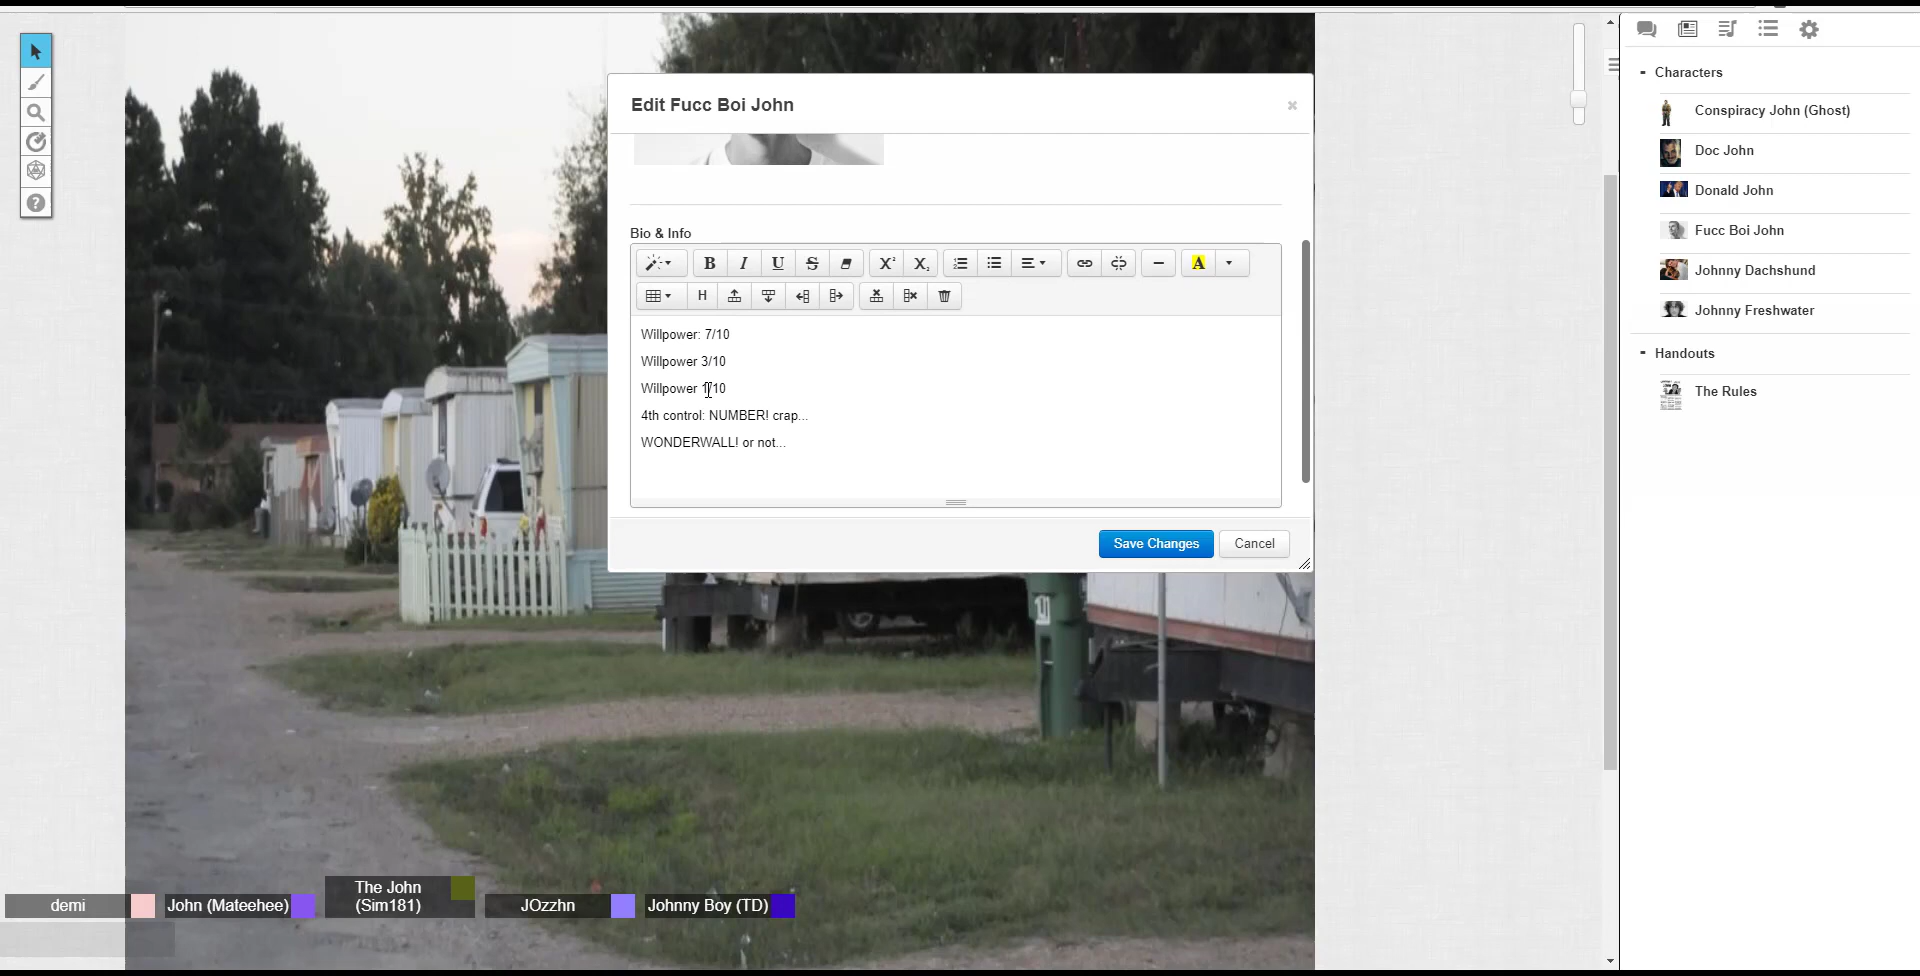 Edit Fucc Boi John
Bio & Info
Willpower: 7/10
Willpower 3/10
Willpower 1/10
4th control: NUMBER! crap...
WONDERWALL! or not...
Save Changes
Cancel
Characters
Conspiracy John (Ghost)
Doc John
Donald John
Fucc Boi John
Johnny Dachshund
Johnny Freshwater
Handouts
The Rules
demi
John (Mateehee)
The John
(Sim181)
JOzzhn
Johnny Boy (TD)